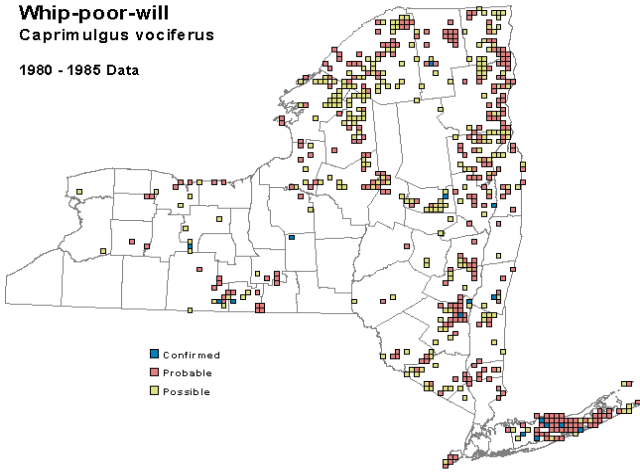 Whip-poor-will
Caprimulgus vociferus
1980 - 1985 Data
Confirmed
Probable
Possible